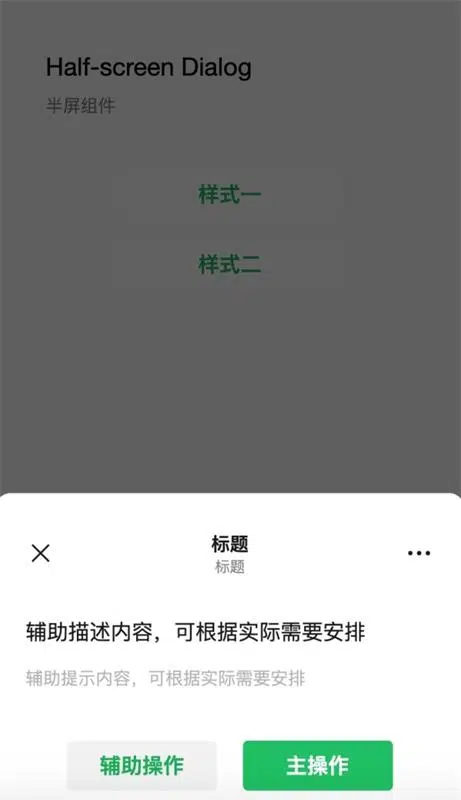 Half-screen Dialog
半屏组件
样式一
样式二
标题
标题
辅助描述内容，可根据实际需要安排
辅助提示内容，可根据实际需要安排
辅助操作
主操作